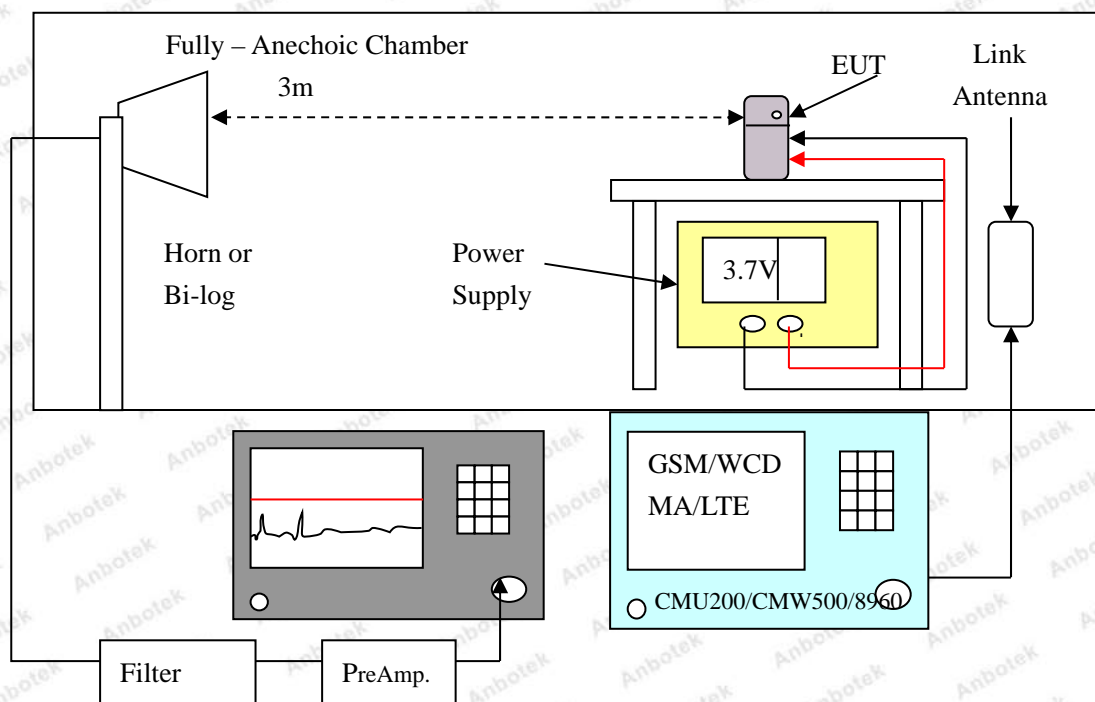 Fully – Anechoic Chamber
3m
EUT
Link
Antenna
Horn or
Bi-log
Power
Supply
3.7V
GSM/WCD
MA/LTE
CMU200/CMW500/8960
Filter
PreAmp.
Anbotek